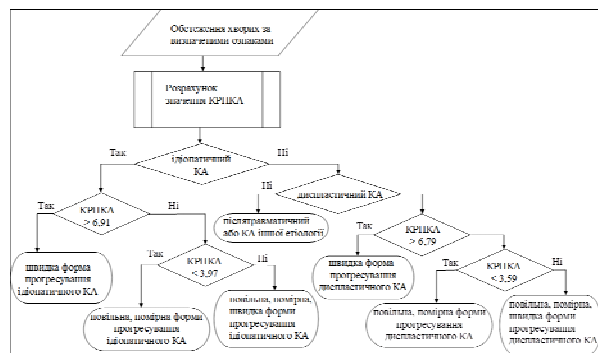 Обстеження хворих за
визначеними ознаками
Розрахунок
значення КРПКА
Так
ідіопатичний
КА
Ні
Так
КРПКА
> 6.91
Ні
Ні
диспластичний КА
післятравматичний
або КА іншої етіології
Так
КРПКА
> 6,79
Так
КРПКА
< 3,97
Ні
швидка форма
прогресування
ідіопатичного КА
швидка форма
прогресування
диспластичного КА
Так
КРПКА
< 3.59
Ні
повільна, помірна форми
прогресування
ідіопатичного КА
повільна, помірна,
швидка форми
прогресування
ідіопатичного КА
повільна, помірна форми
прогресування
диспластичного КА
повільна, помірна,
швидка форми
прогресування
диспластичного КА